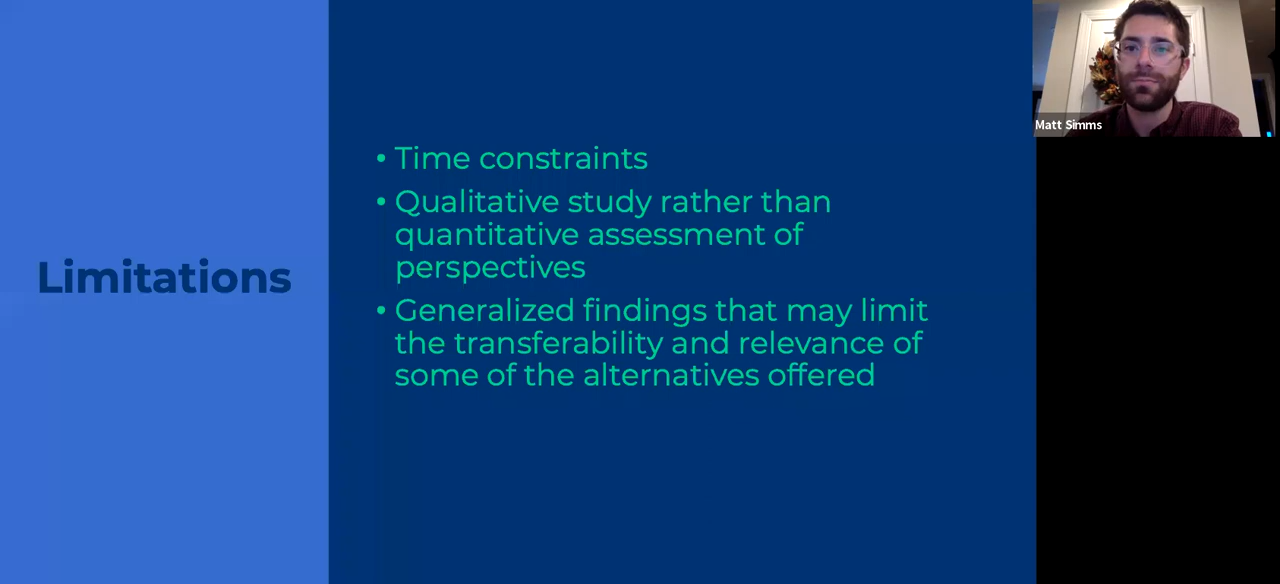 Limitations
• Time constraints
• Qualitative study rather than
quantitative assessment of
perspectives
• Generalized findings that may limit
the transferability and relevance of
some of the alternatives offered
Matt Simms